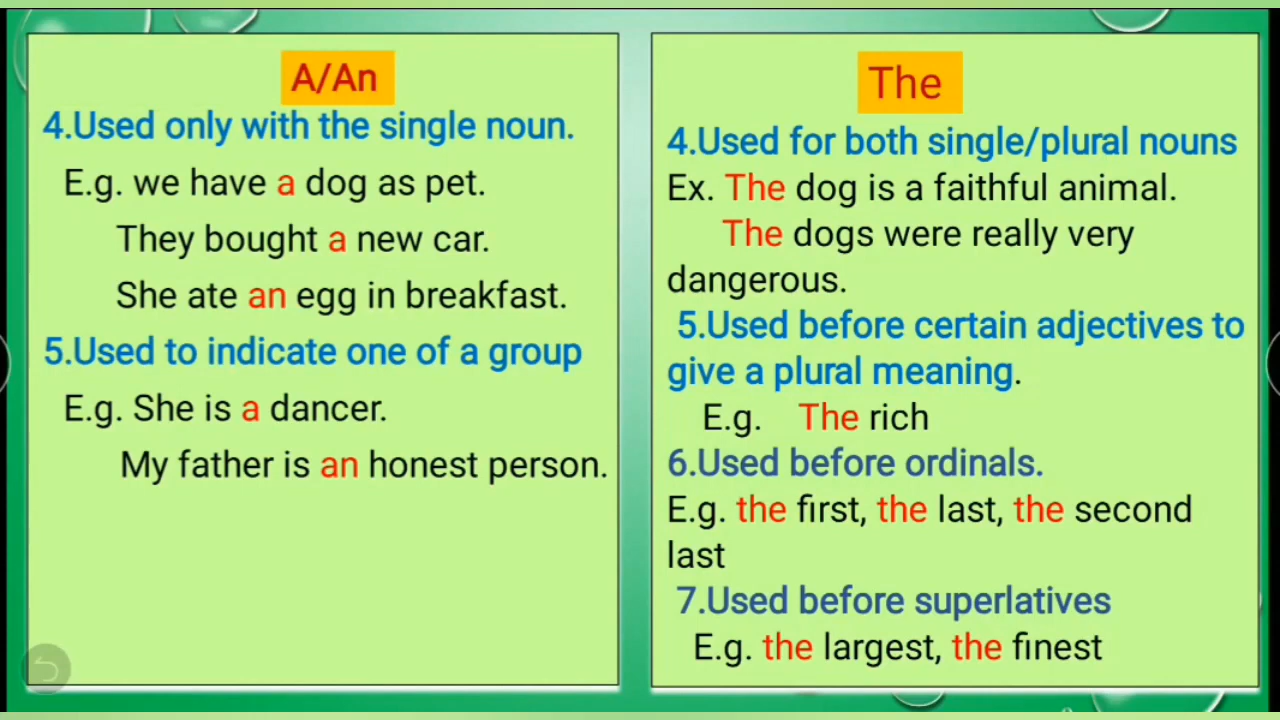 A/An
4.Used only with the single noun.
E.g. we have a dog as pet.
They bought a new car.
She ate an egg in breakfast.
5.Used to indicate one of a group
E.g. She is a dancer.
My father is an honest person.
The
4.Used for both single/plural nouns
Ex. The dog is a faithful animal.
The dogs were really very
dangerous.
5.Used before certain adjectives to
give a plural meaning.
E.g. The rich
6.Used before ordinals.
E.g. the first, the last, the second
last
7.Used before superlatives
E.g. the largest, the finest